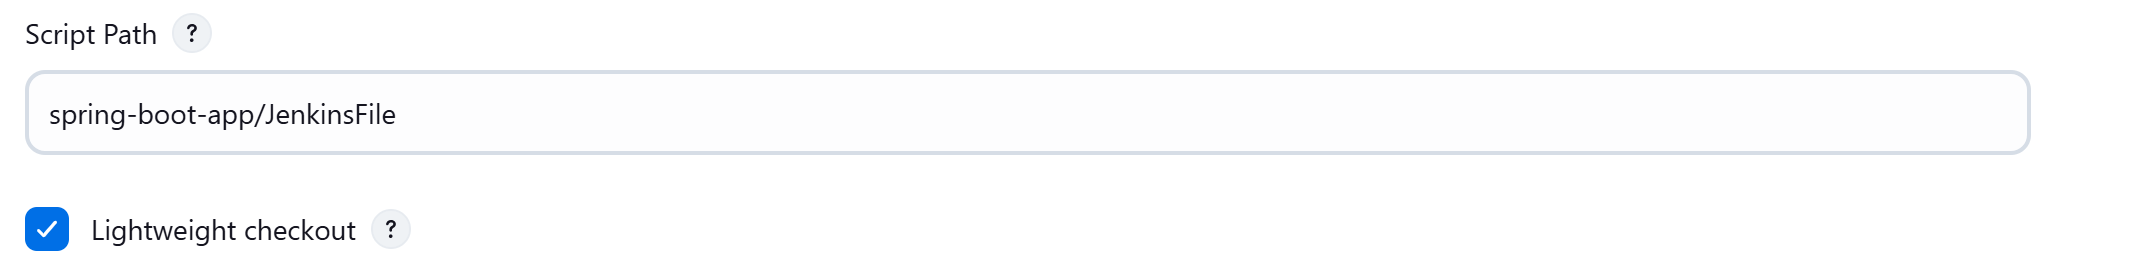 Script Path ?
spring-boot-app/JenkinsFile
Lightweight checkout ?